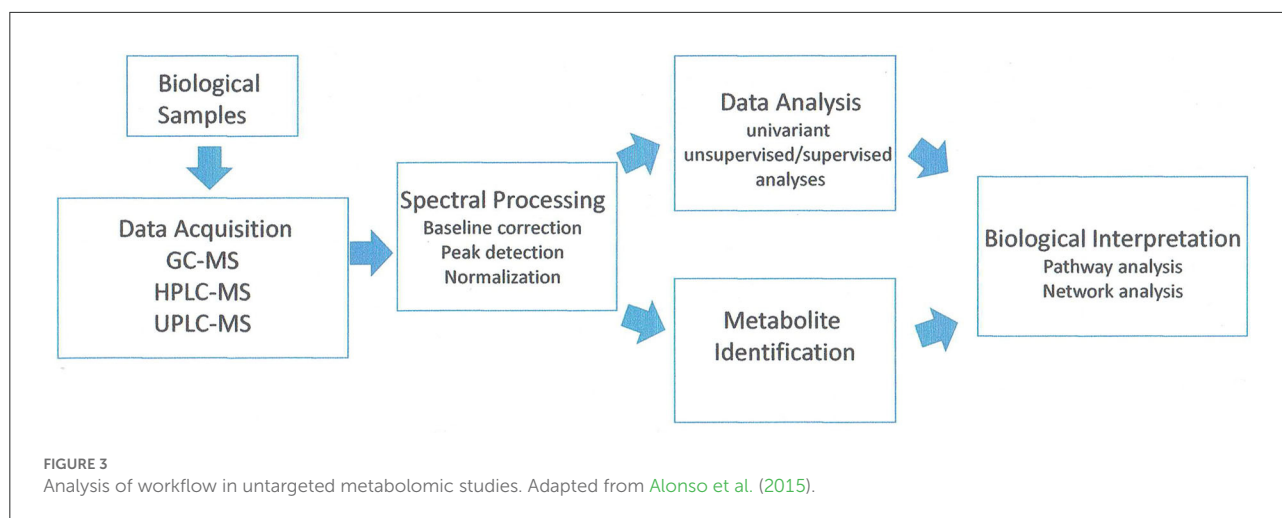 Biological
Samples
Data Acquisition
GC-MS
HPLC-MS
UPLC-MS
Spectral Processing
Baseline correction
Peak detection
Normalization
Data Analysis
univariant
unsupervised/supervised
analyses
Metabolite
Identification
Biological Interpretation
Pathway analysis
Network analysis
FIGURE 3
Analysis of workflow in untargeted metabolomic studies. Adapted from Alonso et al. (2015).